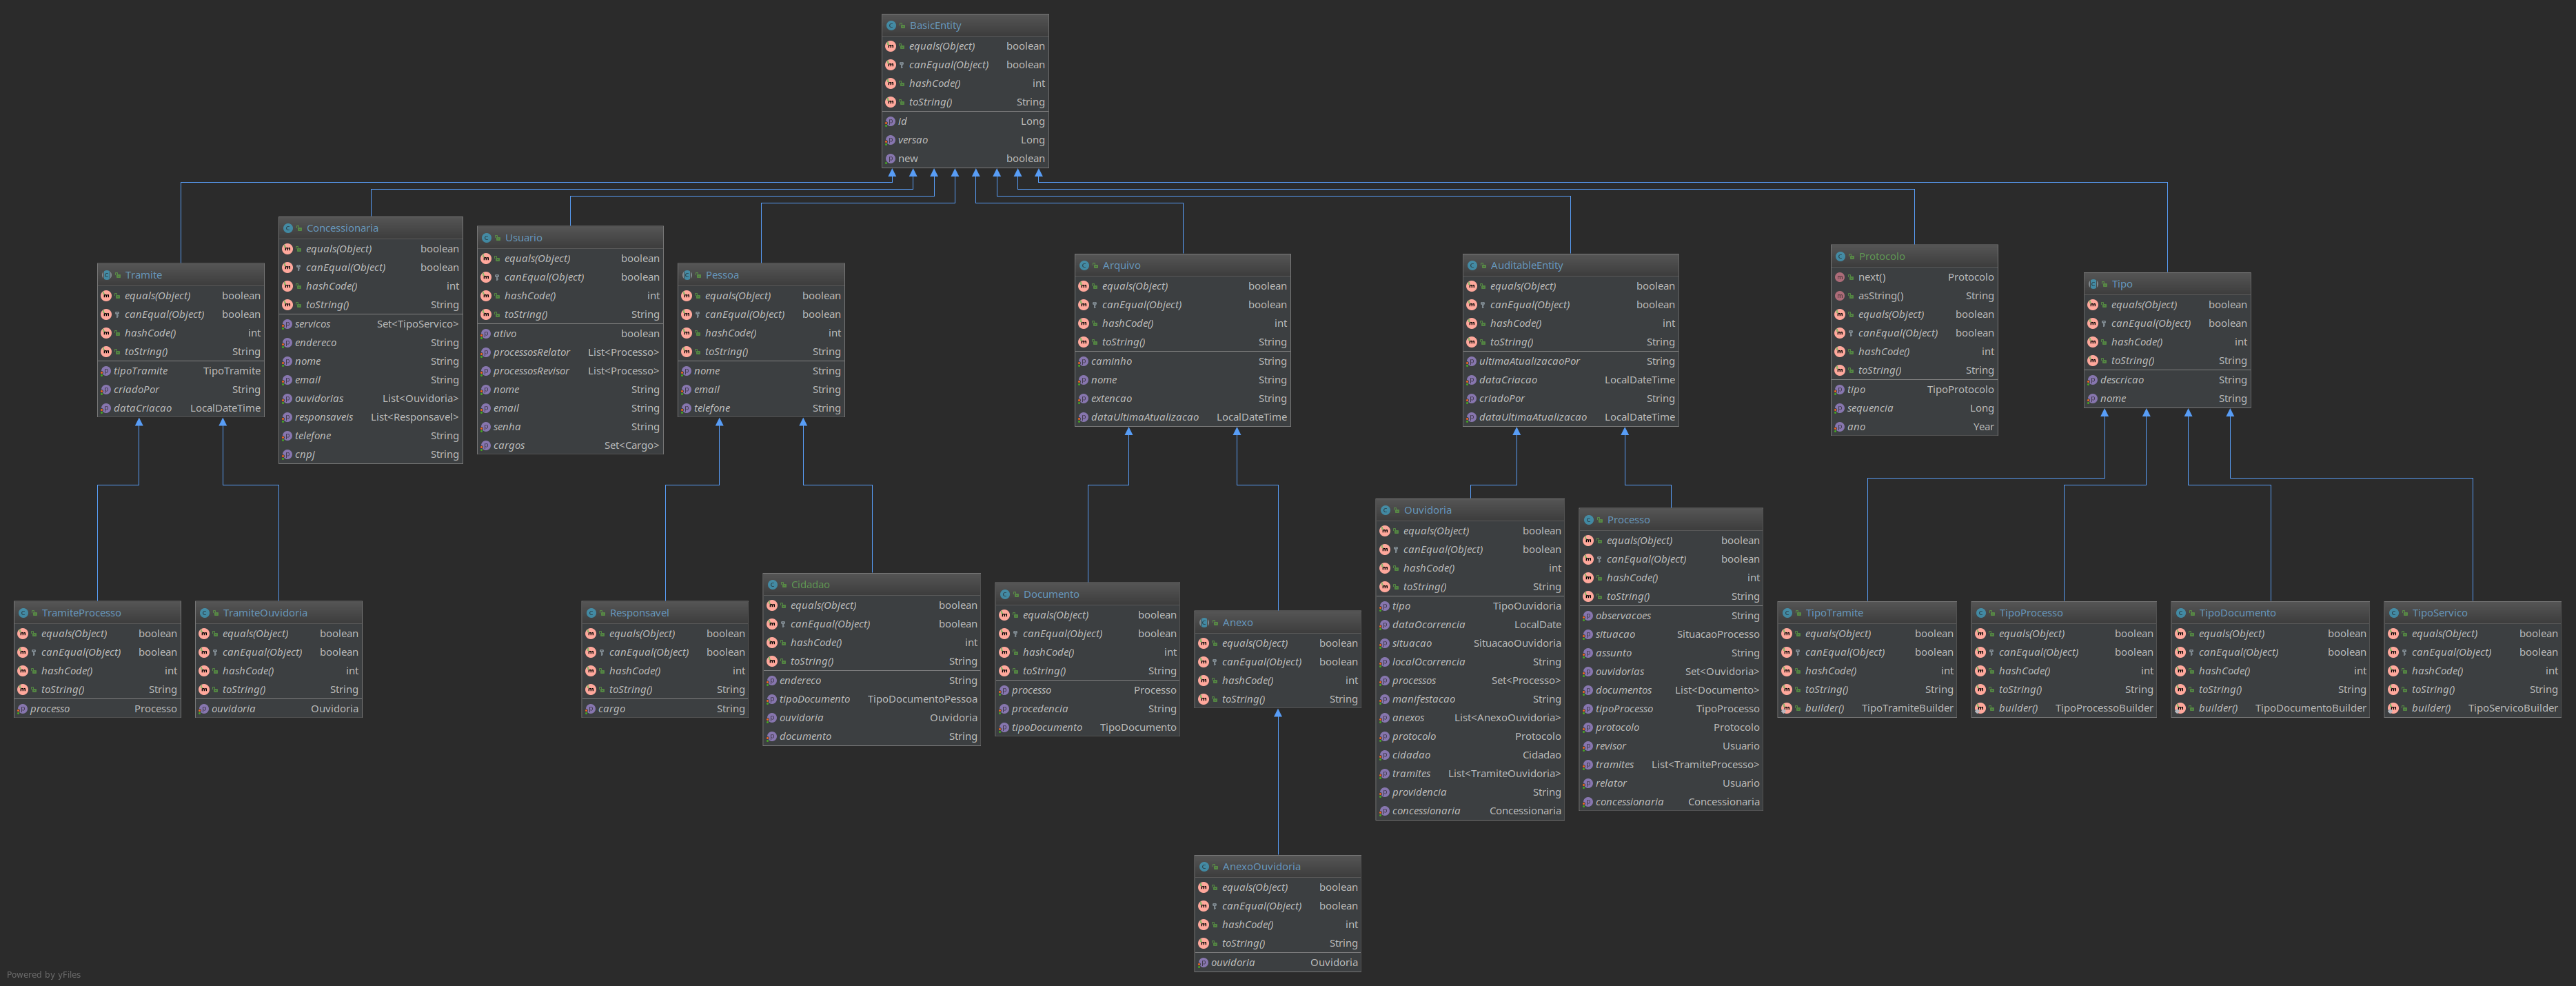 BasicEntity
equals(Object) boolean
canEqual(Object) boolean
hashCode() int
toString() String
id Long
versao Long
new boolean
Tramite
equals(Object) boolean
canEqual(Object) boolean
hashCode() int
toString() String
tipoTramite TipoTramite
criadoPor String
dataCriacao LocalDateTime
Concessionaria
equals(Object) boolean
canEqual(Object) boolean
hashCode() int
toString() String
servicos Set<TipoServico>
endereco String
nome String
email String
ouvidorias List<Ouvidoria>
responsaveis List<Responsavel>
telefone String
cnpj String
Usuario
equals(Object) boolean
canEqual(Object) boolean
hashCode() int
toString() String
ativo boolean
processosRelator List<Processo>
processosRevisor List<Processo>
nome String
email String
senha String
cargos Set<Cargo>
Pessoa
equals(Object) boolean
canEqual(Object) boolean
hashCode() int
toString() String
nome String
email String
telefone String
Arquivo
equals(Object) boolean
canEqual(Object) boolean
hashCode() int
toString() String
caminho String
nome String
extencao String
dataUltimaAtualizacao LocalDateTime
AuditableEntity
equals(Object) boolean
canEqual(Object) boolean
hashCode() int
toString() String
ultimaAtualizacaoPor String
dataCriacao LocalDateTime
criadoPor String
dataUltimaAtualizacao LocalDateTime
Protocolo
next() Protocolo
asString() String
equals(Object) boolean
canEqual(Object) boolean
hashCode() int
toString() String
tipo TipoProtocolo
sequencia Long
ano Year
Tipo
equals(Object) boolean
canEqual(Object) boolean
hashCode() int
toString() String
descricao String
nome String
TramiteProcesso
equals(Object) boolean
canEqual(Object) boolean
hashCode() int
toString() String
processo Processo
TramiteOuvidoria
equals(Object) boolean
canEqual(Object) boolean
hashCode() int
toString() String
ouvidoria Ouvidoria
Responsavel
equals(Object) boolean
canEqual(Object) boolean
hashCode() int
toString() String
cargo String
Cidadao
equals(Object) boolean
canEqual(Object) boolean
hashCode() int
toString() String
endereco String
tipoDocumento TipoDocumentoPessoa
ouvidoria Ouvidoria
documento String
Documento
equals(Object) boolean
canEqual(Object) boolean
hashCode() int
toString() String
processo Processo
procedencia String
tipoDocumento TipoDocumento
Anexo
equals(Object) boolean
canEqual(Object) boolean
hashCode() int
toString() String
Ouvidoria
equals(Object) boolean
canEqual(Object) boolean
hashCode() int
toString() String
tipo TipoOuvidoria
dataOcorrencia LocalDate
situacao SituacaoOuvidoria
localOcorrencia String
processos Set<Processo>
manifestacao String
anexos List<AnexoOuvidoria>
protocolo Protocolo
cidadao Cidadao
tramites List<TramiteOuvidoria>
providencia String
concessionaria Concessionaria
Processo
equals(Object) boolean
canEqual(Object) boolean
hashCode() int
toString() String
observacoes String
situacao SituacaoProcesso
assunto String
ouvidorias Set<Ouvidoria>
documentos List<Documento>
tipoProcesso TipoProcesso
protocolo Protocolo
revisor Usuario
tramites List<TramiteProcesso>
relator Usuario
concessionaria Concessionaria
TipoTramite
equals(Object) boolean
canEqual(Object) boolean
hashCode() int
toString() String
builder() TipoTramiteBuilder
TipoProcesso
equals(Object) boolean
canEqual(Object) boolean
hashCode() int
toString() String
builder() TipoProcessoBuilder
TipoDocumento
equals(Object) boolean
canEqual(Object) boolean
hashCode() int
toString() String
builder() TipoDocumentoBuilder
TipoServico
equals(Object) boolean
canEqual(Object) boolean
hashCode() int
toString() String
builder() TipoServicoBuilder
AnexoOuvidoria
equals(Object) boolean
canEqual(Object) boolean
hashCode() int
toString() String
ouvidoria Ouvidoria
Powered by yFiles